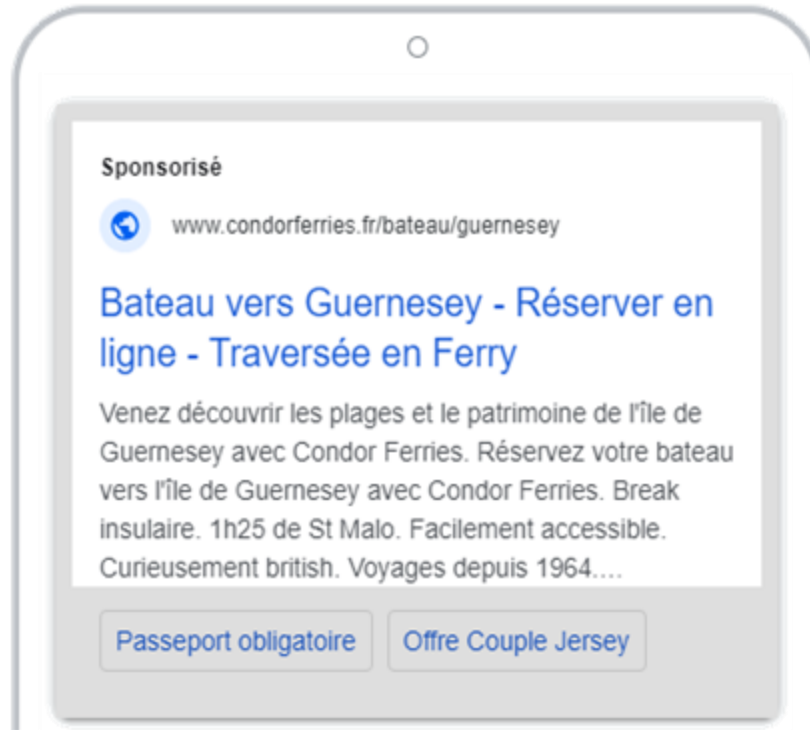 Sponsorisé
www.condorferries.fr/bateau/guernesey
Bateau vers Guernesey - Réserver en
ligne - Traversée en Ferry
Venez découvrir les plages et le patrimoine de l'île de
Guernesey avec Condor Ferries. Réservez votre bateau
vers l'île de Guernesey avec Condor Ferries. Break
insulaire. 1h25 de St Malo. Facilement accessible.
Curieusement british. Voyages depuis 1964....
Passeport obligatoire
Offre Couple Jersey